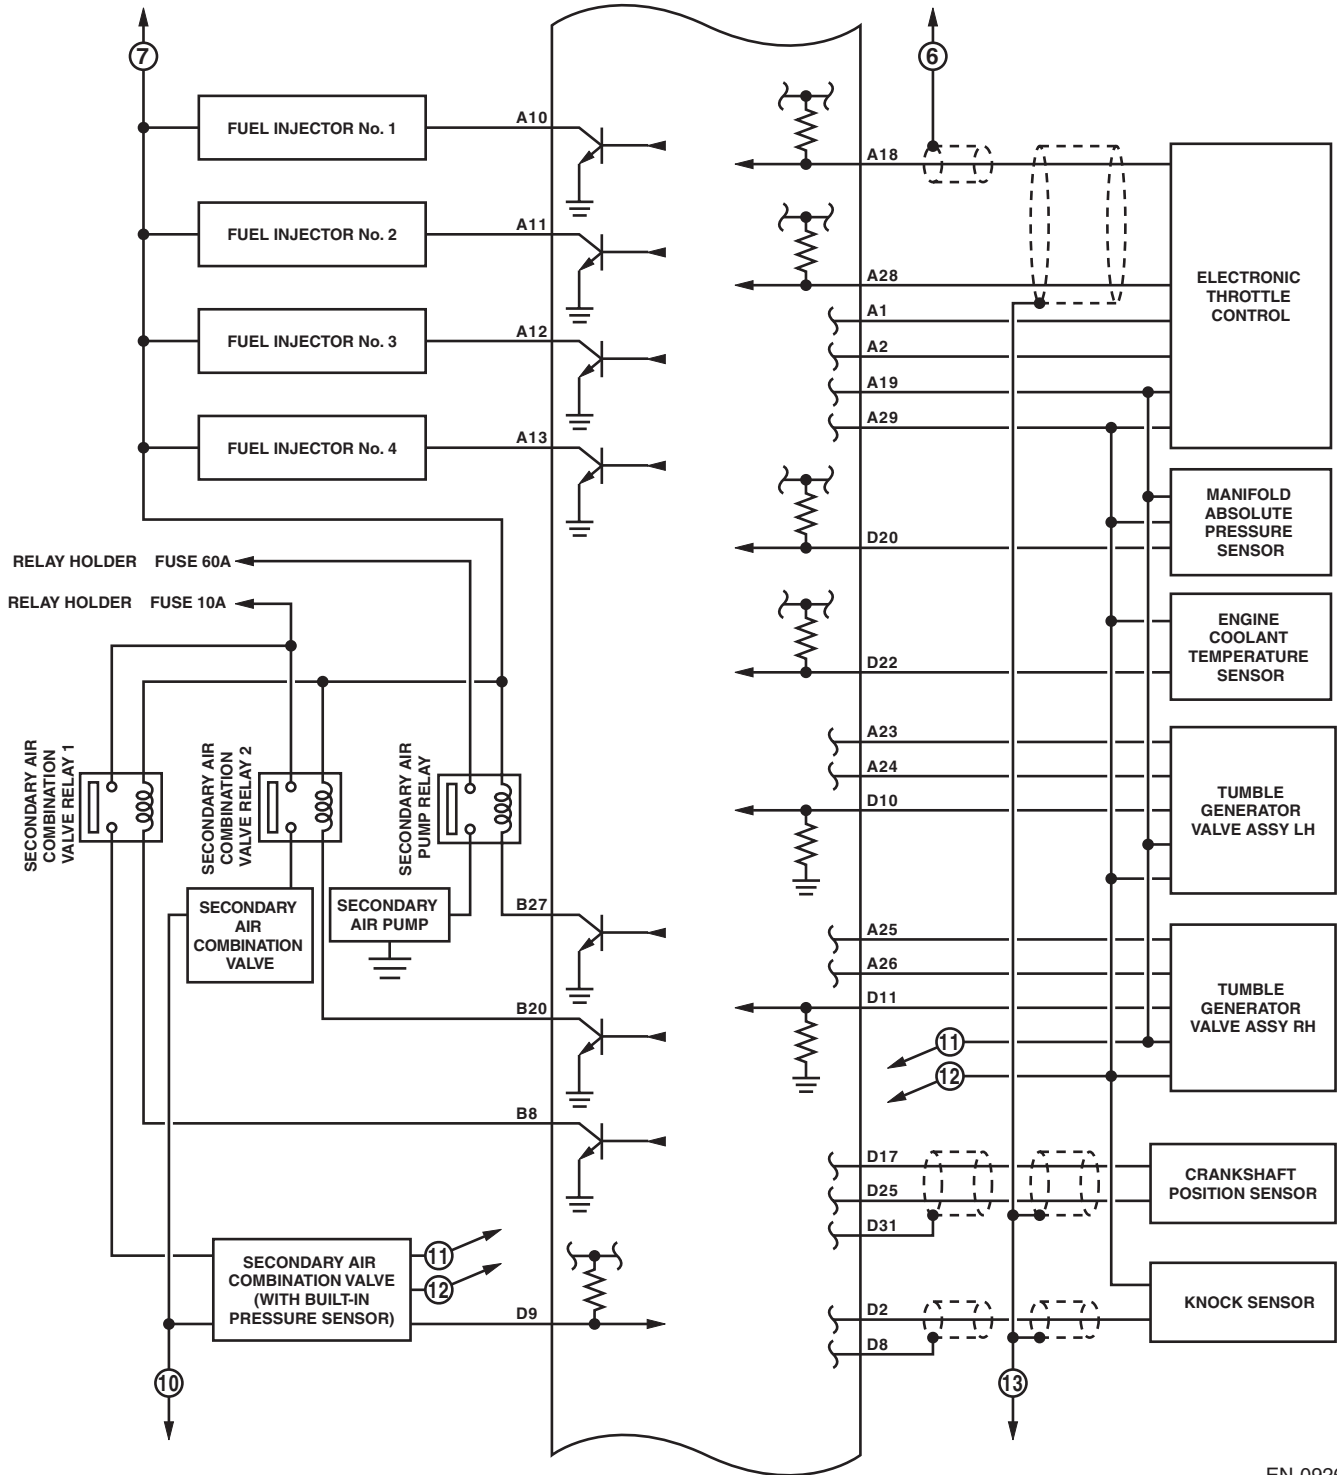 7
6
FUEL INJECTOR No. 1
A10
A18
FUEL INJECTOR No. 2
A11
A28
ELECTRONIC
THROTTLE
CONTROL
A1
FUEL INJECTOR No. 3
A12
A2
A19
A29
FUEL INJECTOR No. 4
A13
MANIFOLD
ABSOLUTE
PRESSURE
SENSOR
D20
RELAY HOLDER FUSE 60A
RELAY HOLDER FUSE 10A
ENGINE
COOLANT
TEMPERATURE
SENSOR
D22
A23
A24
D10
TUMBLE
GENERATOR
VALVE ASSY LH
SECONDARY AIR
COMBINATION
VALVE RELAY 1
SECONDARY AIR
COMBINATION
VALVE RELAY 2
SECONDARY AIR
PUMP RELAY
SECONDARY
AIR
COMBINATION
VALVE
SECONDARY
AIR PUMP
B27
A25
A26
D11
TUMBLE
GENERATOR
VALVE ASSY RH
B20
11
12
B8
D17
D25
D31
CRANKSHAFT
POSITION SENSOR
SECONDARY AIR
COMBINATION VALVE
(WITH BUILT-IN
PRESSURE SENSOR)
11
12
D9
D2
D8
KNOCK SENSOR
10
13